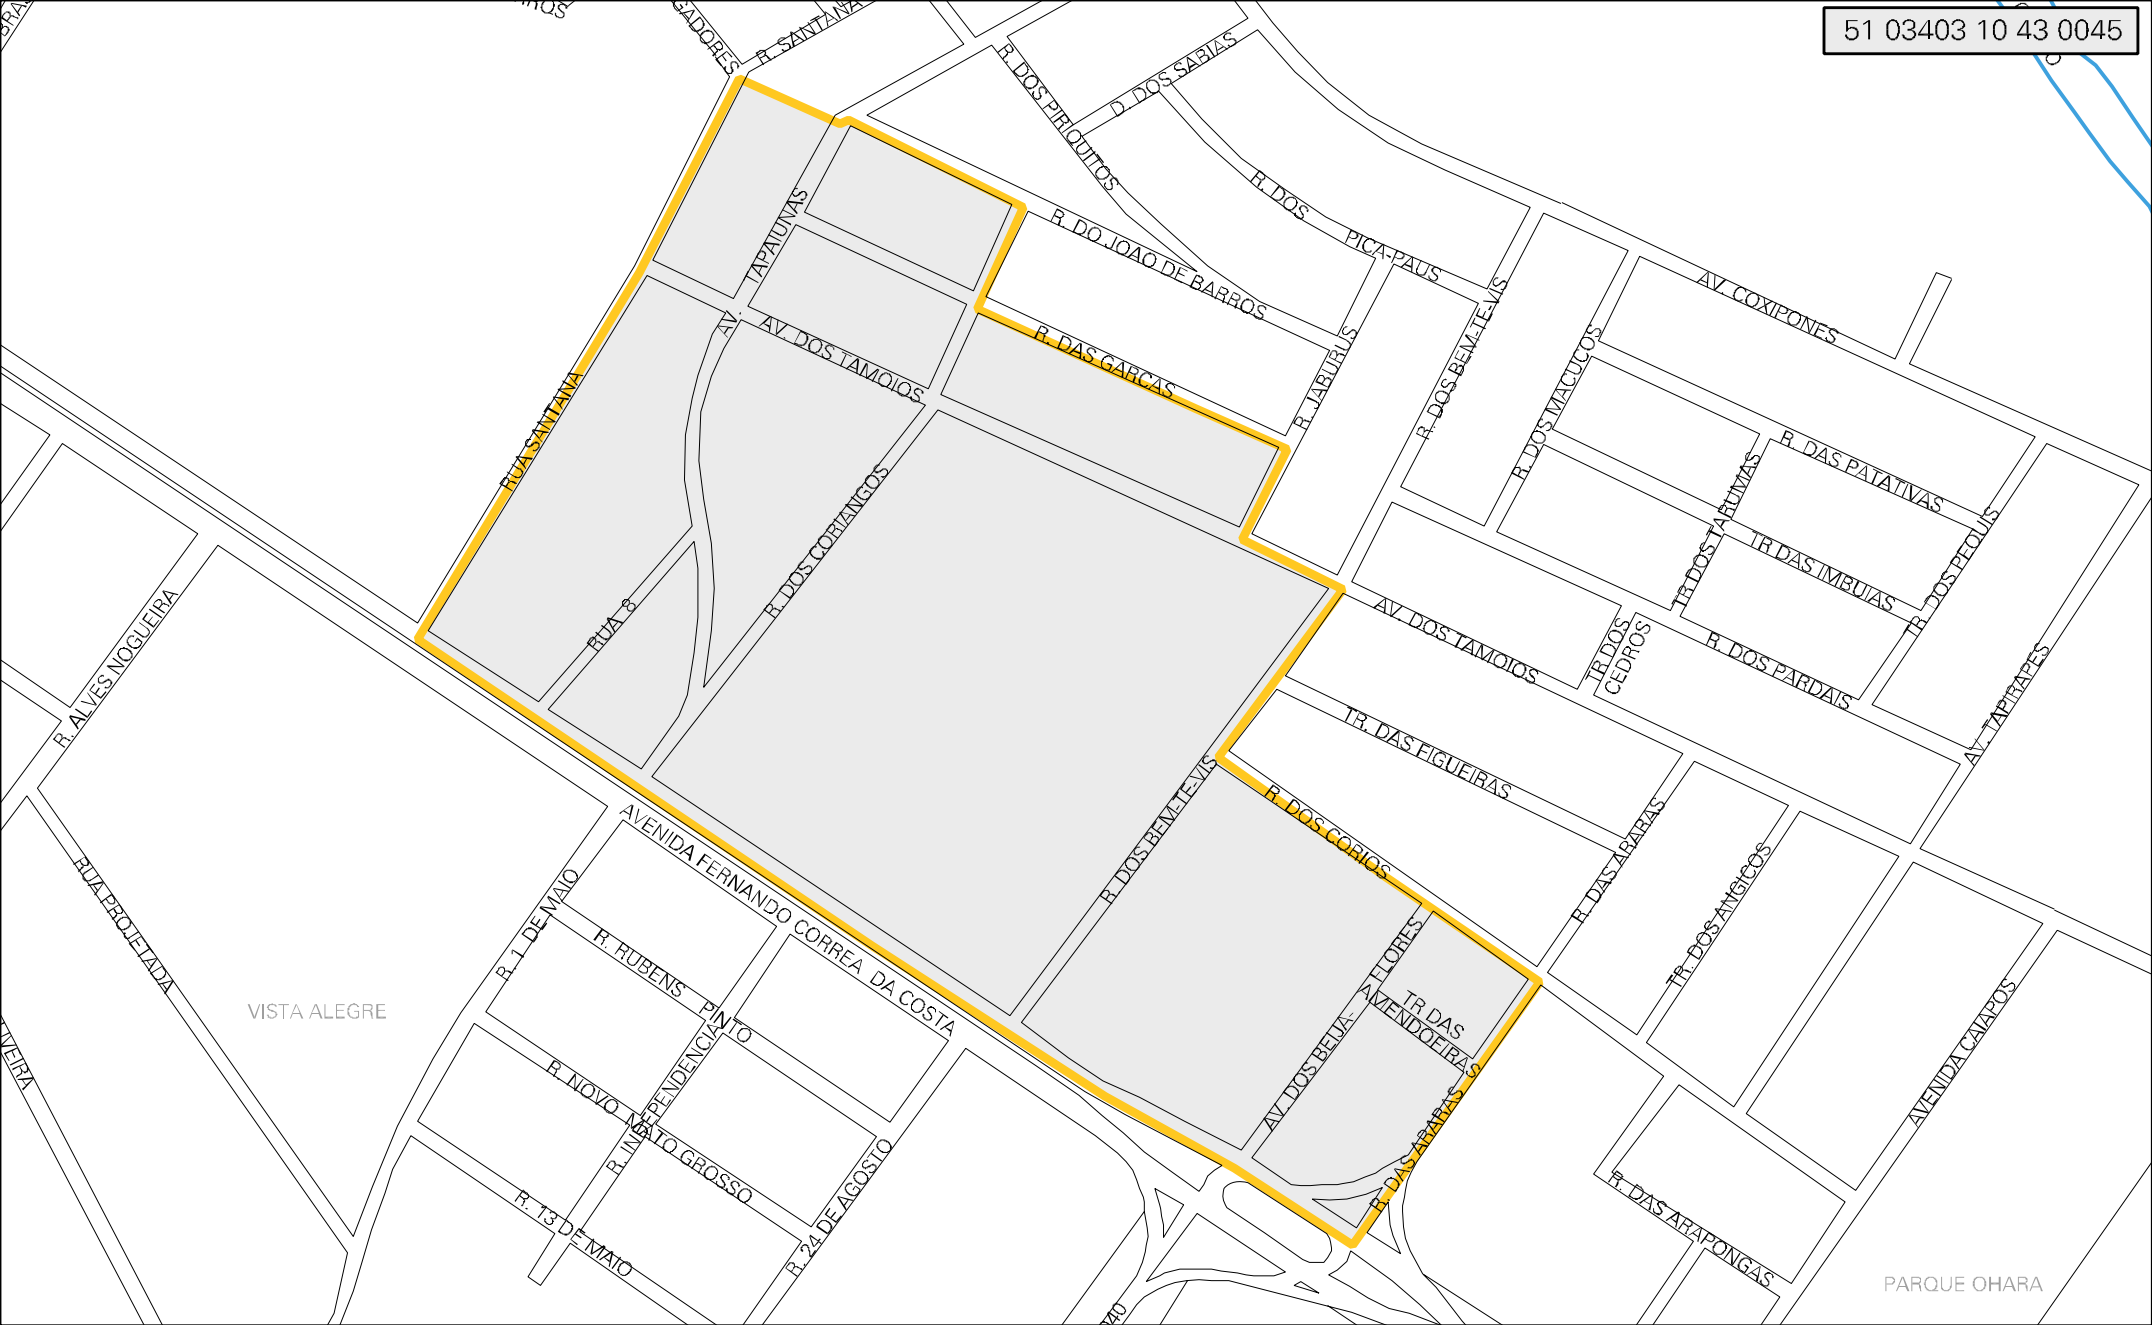 51 03403 10 43 0045
R. SANTANA
R. DOS PIRIQUITOS
D. DOS SABIAS
R. DOS
PICA-PAUS
R. DO JOAO DE BARROS
AV. TAPAIUNAS
R. DOS BEM-TE-VIS
AV. COXIPONES
AV. DOS TAMOIOS
R. DAS GARCAS
R. JABURUS
R. DOS MACUCOS
RUA SANTANA
R. DOS CORIANGOS
R. DAS PATATIVAS
TR DOS TARUMAS
TR DAS IMBUIAS
TR. DOS PEQUIS
RUA 8
R. ALVES NOGUEIRA
AV. DOS TAMOIOS
TR DOS
CEDROS
R. DOS PARDAIS
AV. TAPIRAPES
TR. DAS FIGUEIRAS
R. DOS BEM-TE-VIS
R. DOS CORIOS
R. DAS ARARAS
TR. DOS ANGICOS
AVENIDA FERNANDO CORREA DA COSTA
RUA PROJETADA
R. 1 DE MAIO
R. RUBENS PINTO
AV. DOS BEIJA-FLORES
TR DAS
AMENDOEIRAS
VISTA ALEGRE
R. INDEPENDENCIA
R. NOVO MATO GROSSO
R. DAS ARARAS
AVENIDA CAIAPOS
R. 13 DE MAIO
R. 24 DE AGOSTO
R. DAS ARAPONGAS
PARQUE OHARA